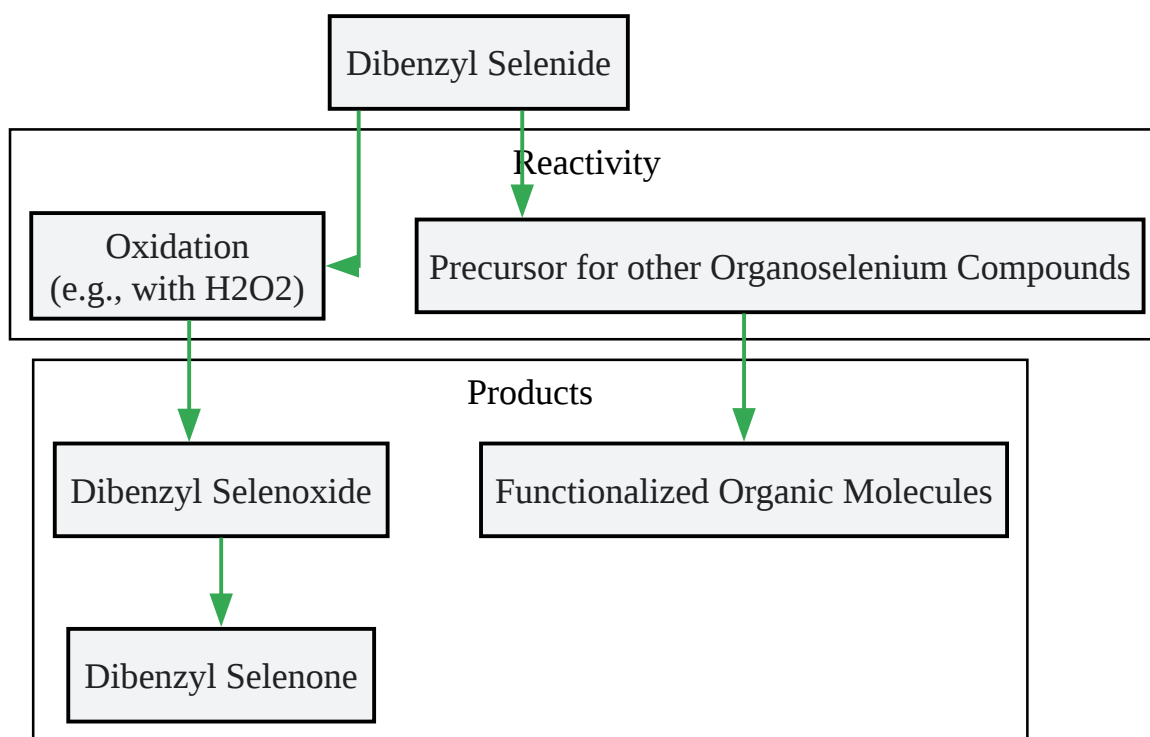 Dibenzyl Selenide
Reactivity
Oxidation
(e.g., with H2O2)
Precursor for other Organoselenium Compounds
Products
Dibenzyl Selenoxide
Functionalized Organic Molecules
Dibenzyl Selenone